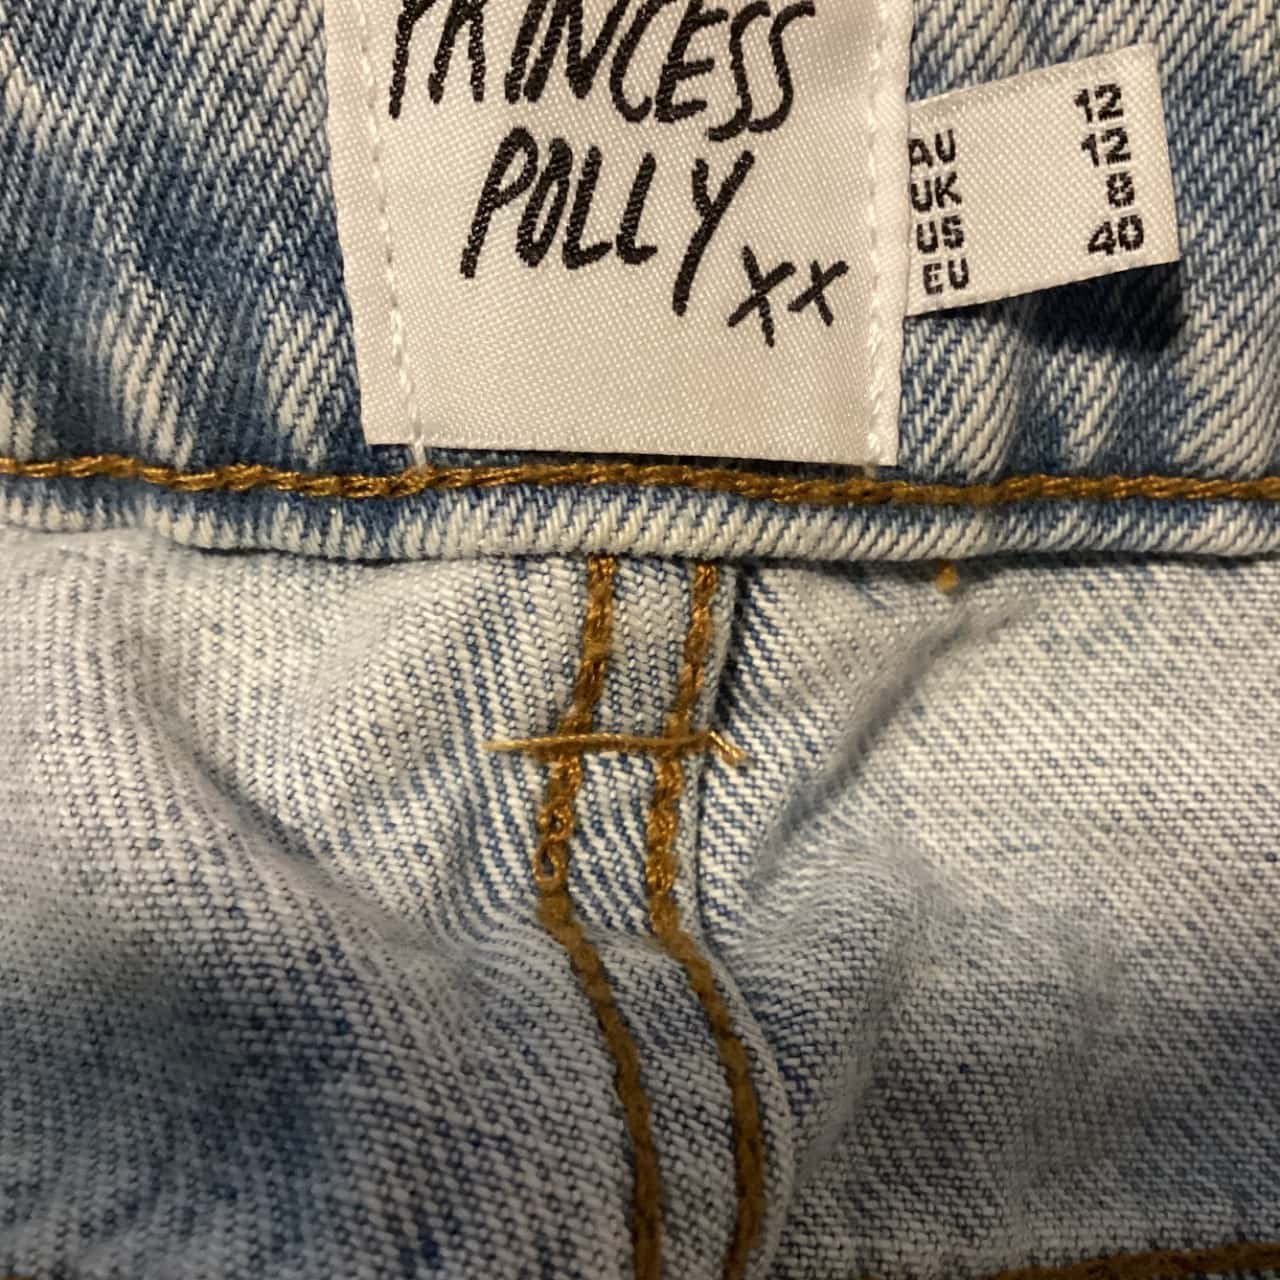 PRINCESS
POLLY
xx
AU 12
UK 12
US 8
EU 40